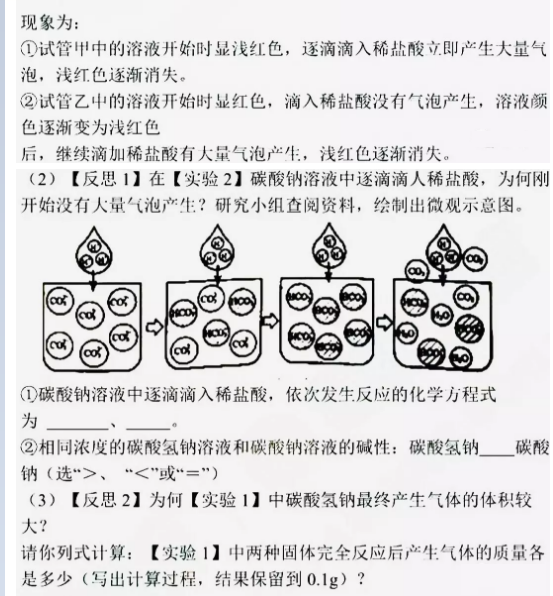 现象为：
①试管甲中的溶液开始时显浅红色，逐滴滴入稀盐酸立即产生大量气
泡，浅红色逐渐消失。
②试管乙中的溶液开始时显红色，滴入稀盐酸没有气泡产生，溶液颜
色逐渐变为浅红色
后，继续滴加稀盐酸有大量气泡产生，浅红色逐渐消失。
（2）【反思 1】在【实验 2】碳酸钠溶液中逐滴滴人稀盐酸，为何刚
开始没有大量气泡产生？研究小组查阅资料，绘制出微观示意图。
①碳酸钠溶液中逐滴滴入稀盐酸，依次发生反应的化学方程式
为 ______、_____。
②相同浓度的碳酸氢钠溶液和碳酸钠溶液的碱性：碳酸氢钠____碳酸
钠（选“>、 “<”或“=”）
（3）【反思 2】为何【实验 1】中碳酸氢钠最终产生气体的体积较
大？
请你列式计算：【实验 1】中两种固体完全反应后产生气体的质量各
是多少（写出计算过程，结果保留到 0.1g）？